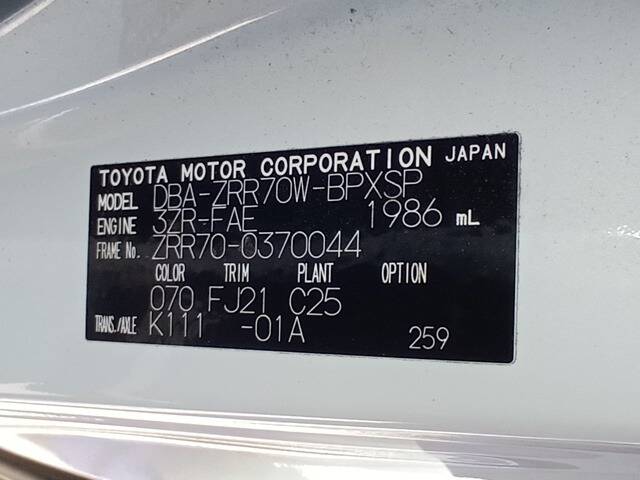 TOYOTA MOTOR CORPORATION JAPAN
MODEL DBA-ZRR70W-BPXSP
ENGINE 3ZR-FAE 1986 mL
FRAME No. ZRR70-0370044
COLOR TRIM PLANT OPTION
070 FJ21 C25
TRANS./AXLE K111 -01A 259